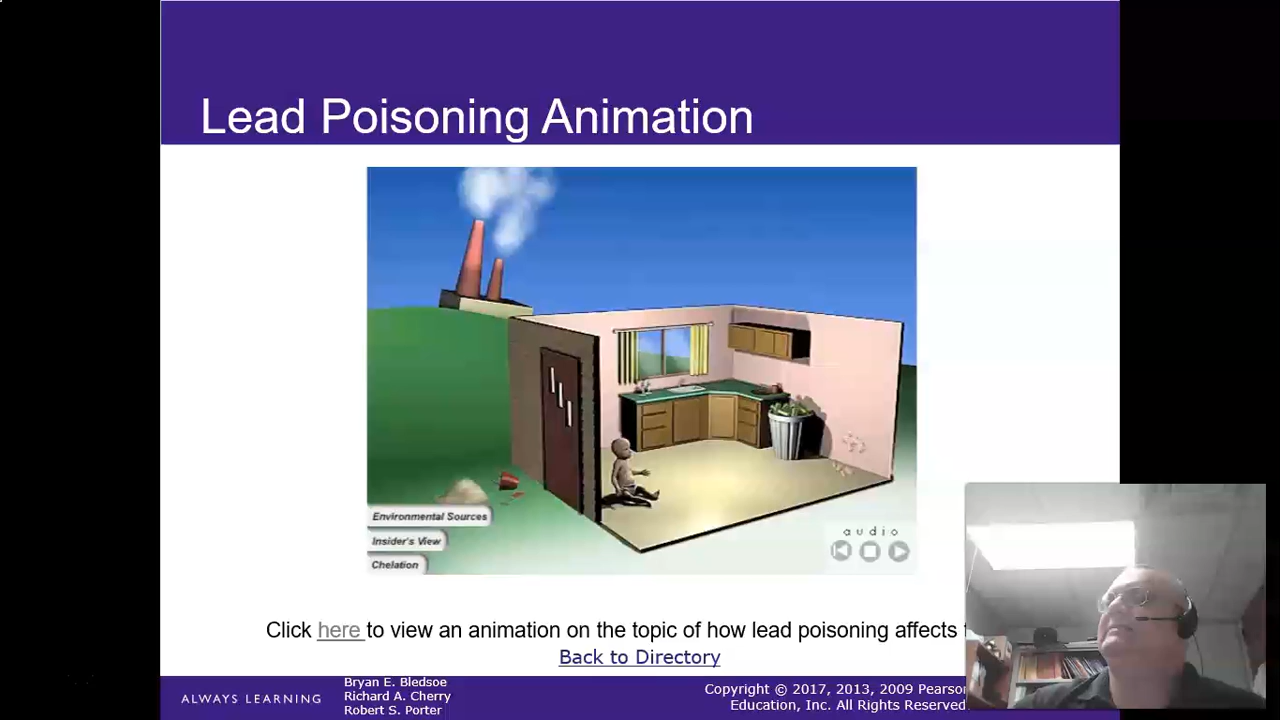 Lead Poisoning Animation
Environmental Sources
Insider's View
Chelation
audio
Click here to view an animation on the topic of how lead poisoning affects
Back to Directory
ALWAYS LEARNING
Bryan E. Bledsoe
Richard A. Cherry
Robert S. Porter
Copyright © 2017, 2013, 2009 Pearson
Education, Inc. All Rights Reserved